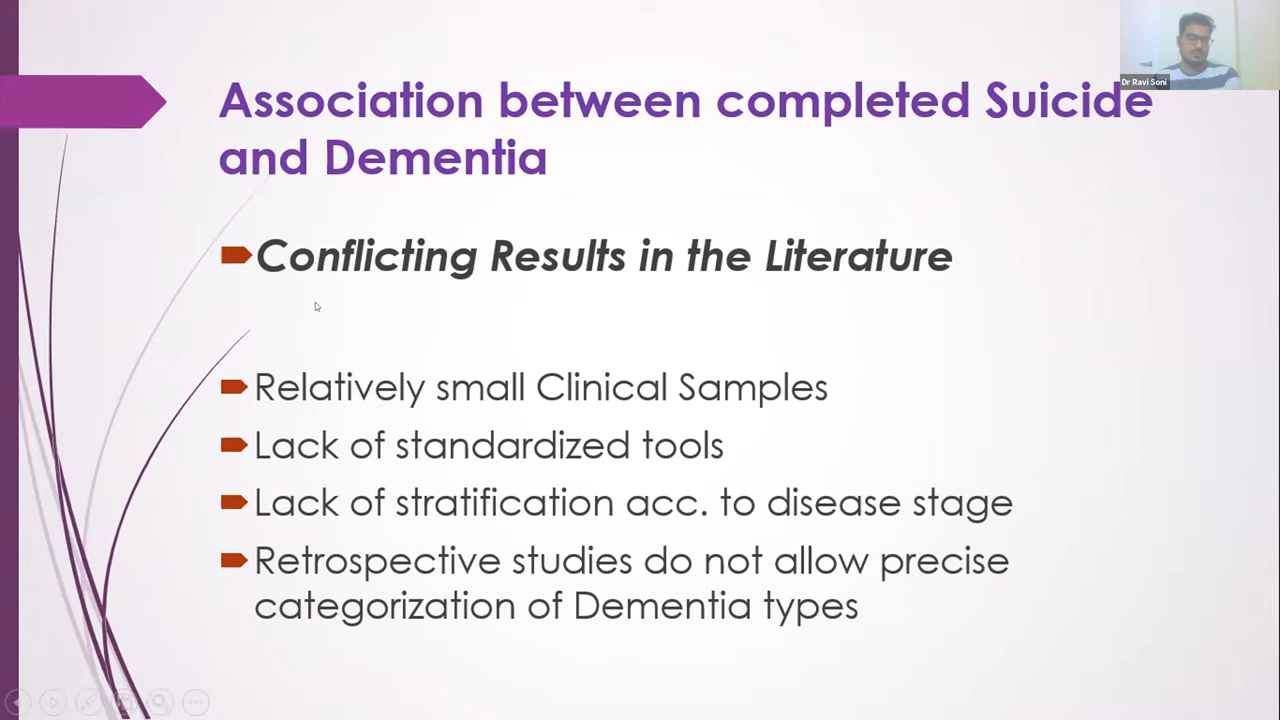 Dr Ravi Soni
Association between completed Suicide
and Dementia
Conflicting Results in the Literature
Relatively small Clinical Samples
Lack of standardized tools
Lack of stratification acc. to disease stage
Retrospective studies do not allow precise
categorization of Dementia types